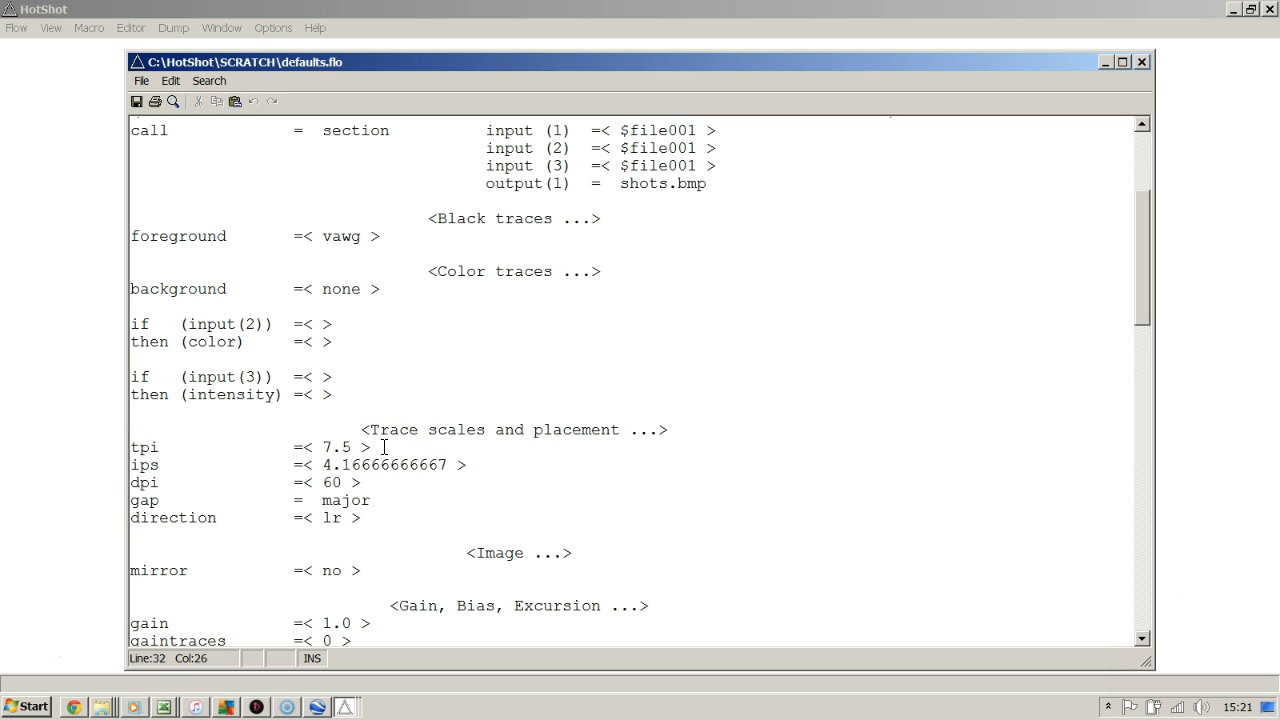 HotShot
Flow View Macro Editor Dump Window Options Help
C:\HotShot\SCRATCH\defaults.flo
File Edit Search
call = section input (1) =< $file001 >
input (2) =< $file001 >
input (3) =< $file001 >
output(1) = shots.bmp
<Black traces ...>
foreground =< vawg >
<Color traces ...>
background =< none >
if (input(2)) =< >
then (color) =< >
if (input(3)) =< >
then (intensity) =< >
<Trace scales and placement ...>
tpi =< 7.5 >
ips =< 4.16666666667 >
dpi =< 60 >
gap = major
direction =< lr >
<Image ...>
mirror =< no >
<Gain, Bias, Excursion ...>
gain =< 1.0 >
gaintraces =< 0 >
Line:32 Col:26 INS
Start 15:21